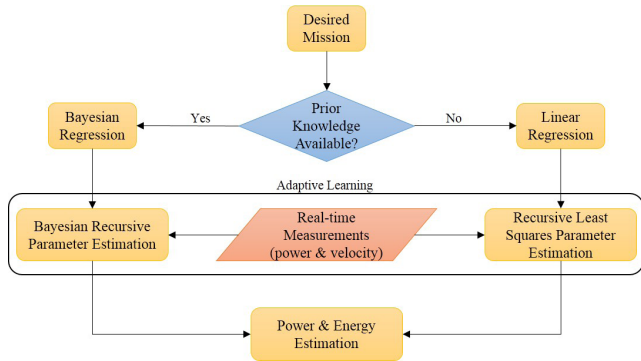 Desired
Mission
Bayesian
Regression
Yes
Prior
Knowledge
Available?
No
Linear
Regression
Adaptive Learning
Bayesian Recursive
Parameter Estimation
Real-time
Measurements
(power & velocity)
Recursive Least
Squares Parameter
Estimation
Power & Energy
Estimation